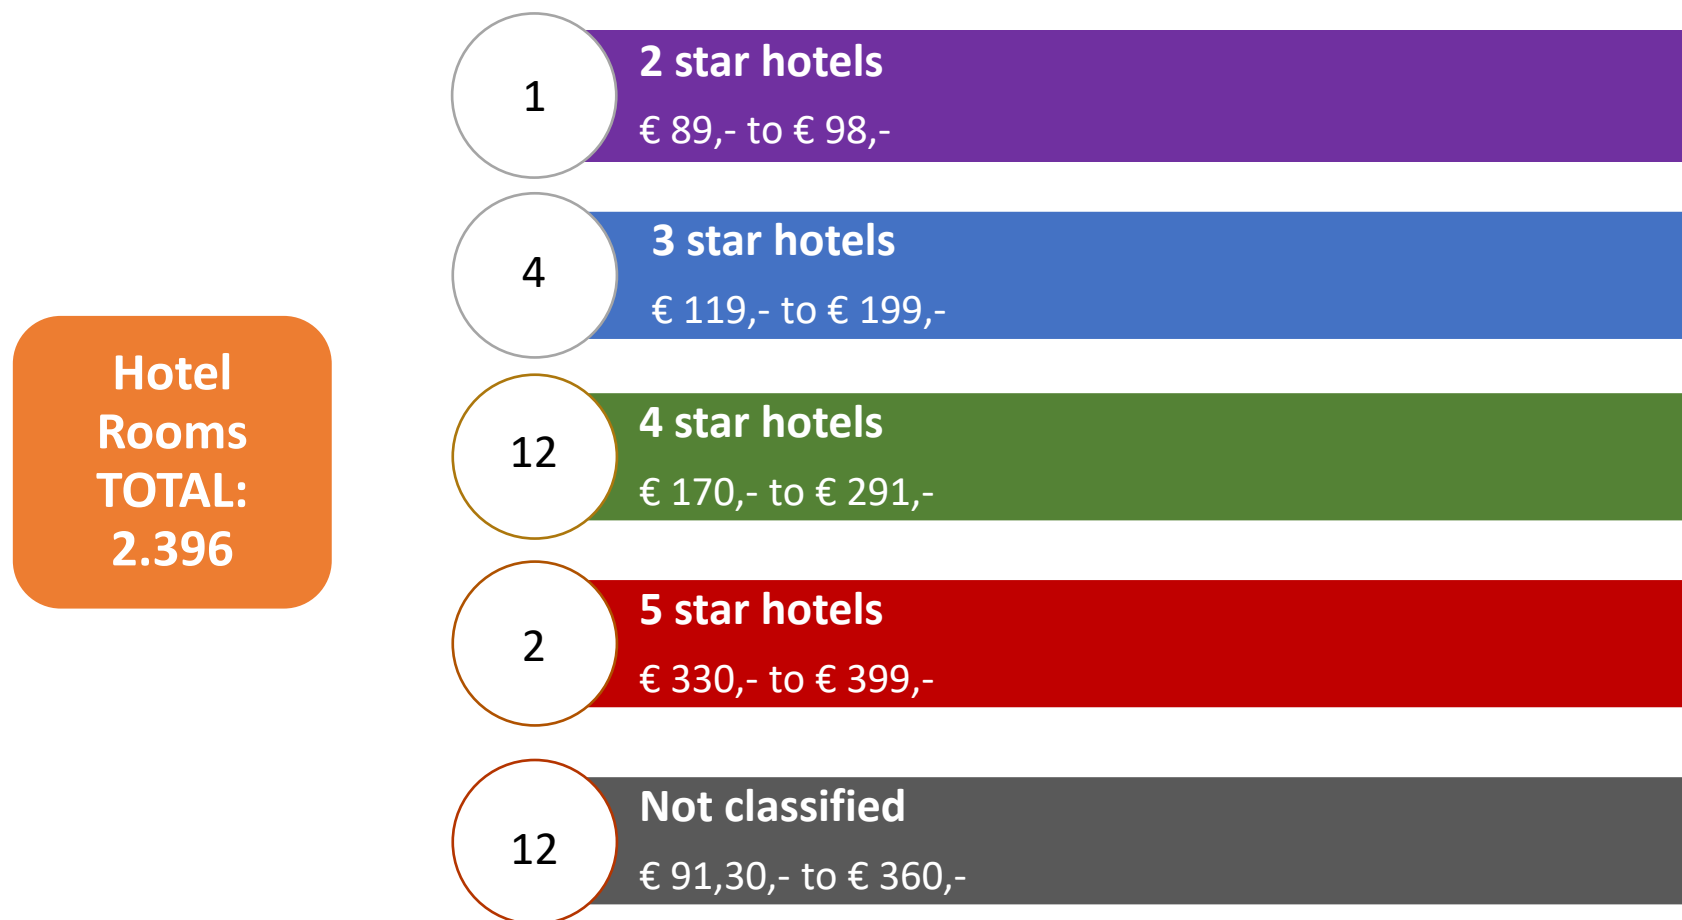 Hotel
Rooms
TOTAL:
2.396
1
2 star hotels
€ 89,- to € 98,-
4
3 star hotels
€ 119,- to € 199,-
12
4 star hotels
€ 170,- to € 291,-
2
5 star hotels
€ 330,- to € 399,-
12
Not classified
€ 91,30,- to € 360,-